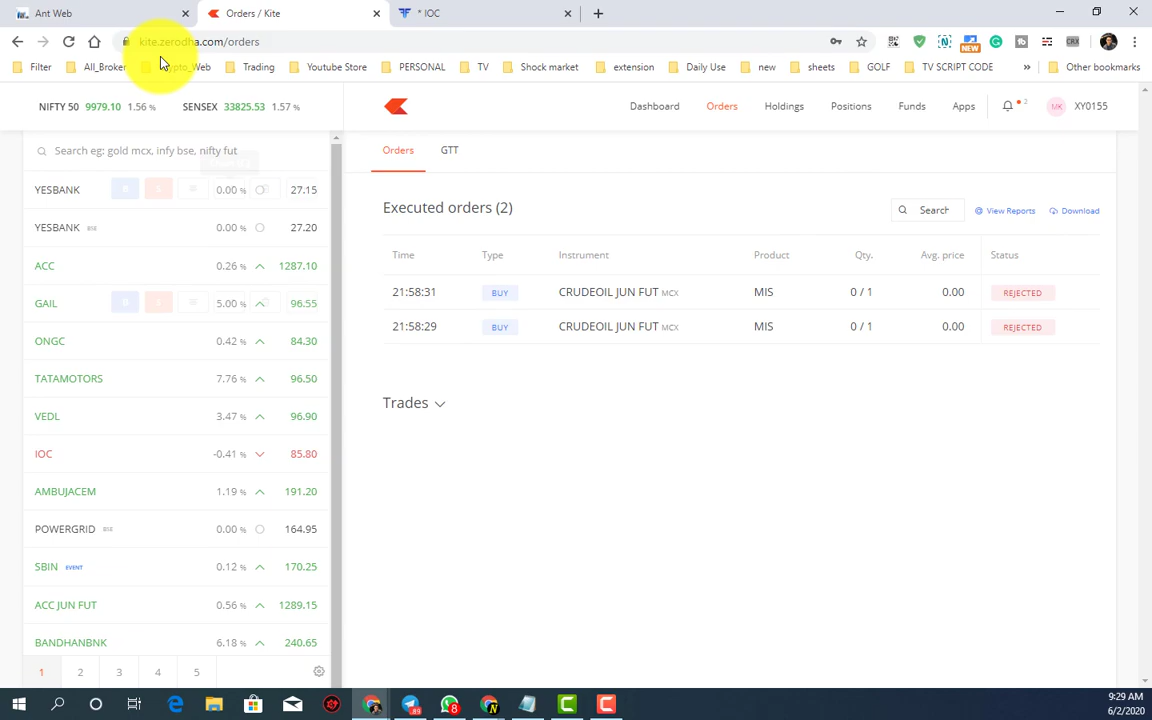 Ant Web
Orders / Kite
* IOC
kite.zerodha.com/orders
NEW
CRX
Filter
All_Broker
Trading
Youtube Store
PERSONAL
TV
Shock market
extension
Daily Use
new
sheets
GOLF
TV SCRIPT CODE
»
Other bookmarks
NIFTY 50 9979.10 1.56 %
SENSEX 33825.53 1.57 %
Dashboard
Orders
Holdings
Positions
Funds
Apps
2
MK
XY0155
Search eg: gold mcx, infy bse, nifty fut
Orders
GTT
YESBANK B S 0.00 % 27.15
YESBANK BSE 0.00 % 27.20
ACC 0.26 % 1287.10
GAIL B S 5.00 % 96.55
ONGC 0.42 % 84.30
TATAMOTORS 7.76 % 96.50
VEDL 3.47 % 96.90
IOC -0.41 % 85.80
AMBUJACEM 1.19 % 191.20
POWERGRID BSE 0.00 % 164.95
SBIN EVENT 0.12 % 170.25
ACC JUN FUT 0.56 % 1289.15
BANDHANBNK 6.18 % 240.65
1 2 3 4 5
Executed orders (2)
Search
View Reports
Download
Time Type Instrument Product Qty. Avg. price Status
21:58:31 BUY CRUDEOIL JUN FUT MCX MIS 0 / 1 0.00 REJECTED
21:58:29 BUY CRUDEOIL JUN FUT MCX MIS 0 / 1 0.00 REJECTED
Trades
89
8
N
C
C
9:29 AM
6/2/2020